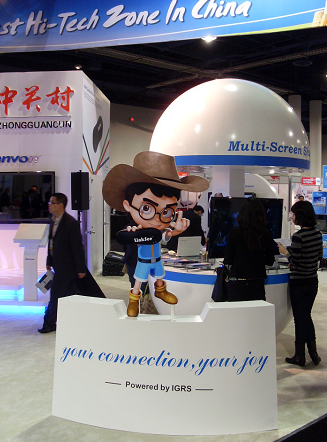 st Hi-Tech Zone In China
中关村
ZHONGGUANCUN
Multi-Screen S
your connection,your joy
Powered by IGRS